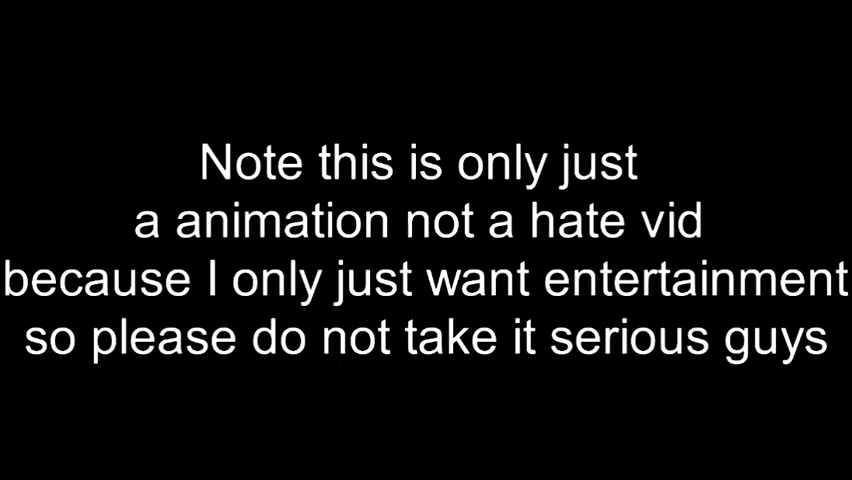 Note this is only just
a animation not a hate vid
because I only just want entertainment
so please do not take it serious guys